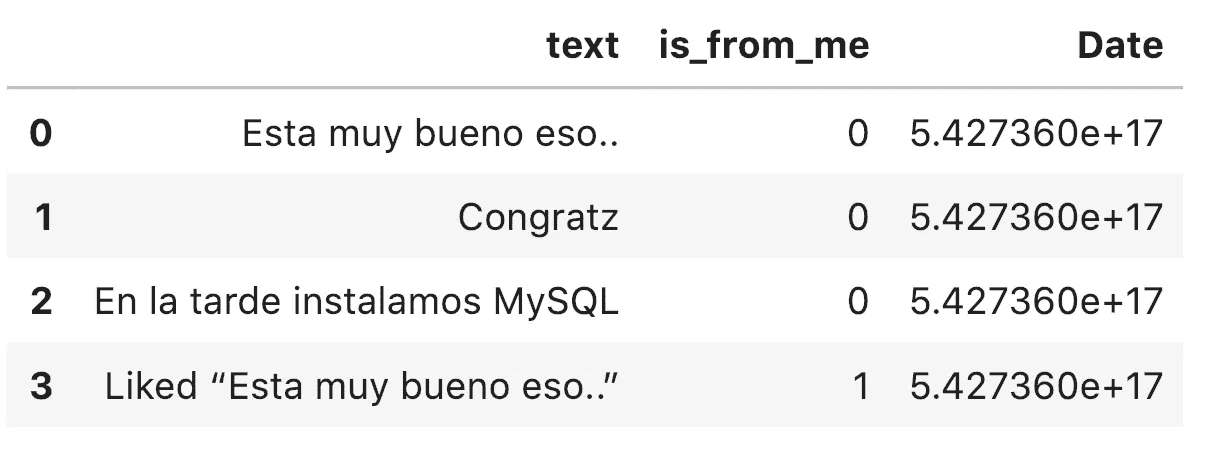 text is_from_me Date
0 Esta muy bueno eso.. 0 5.427360e+17
1 Congratz 0 5.427360e+17
2 En la tarde instalamos MySQL 0 5.427360e+17
3 Liked “Esta muy bueno eso..” 1 5.427360e+17